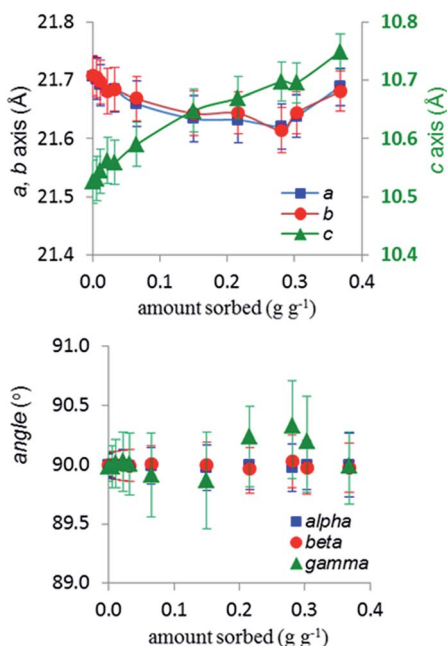 21.8
21.7
21.6
21.5
21.4
a, b axis (Å)
10.8
10.7
10.6
10.5
10.4
c axis (Å)
a
b
c
0.0 0.1 0.2 0.3 0.4
amount sorbed (g g⁻¹)
91.0
90.5
90.0
89.5
89.0
angle (°)
alpha
beta
gamma
0.0 0.1 0.2 0.3 0.4
amount sorbed (g g⁻¹)